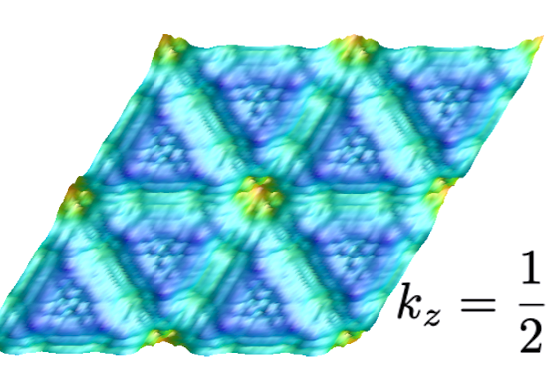 k_z = 1/2